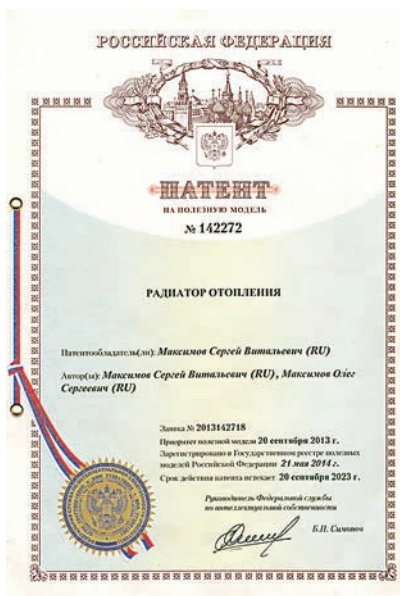 РОССИЙСКАЯ ФЕДЕРАЦИЯ
ПАТЕНТ
НА ПОЛЕЗНУЮ МОДЕЛЬ
№ 142272
РАДИАТОР ОТОПЛЕНИЯ
Патентообладатель(ли): Максимов Сергей Витальевич (RU)
Автор(ы): Максимов Сергей Витальевич (RU), Максимов Олег
Сергеевич (RU)
Заявка № 2013142718
Приоритет полезной модели 20 сентября 2013 г.
Зарегистрировано в Государственном реестре полезных
моделей Российской Федерации 21 мая 2014 г.
Срок действия патента истекает 20 сентября 2023 г.
Руководитель Федеральной службы
по интеллектуальной собственности
Б.П. Симонов